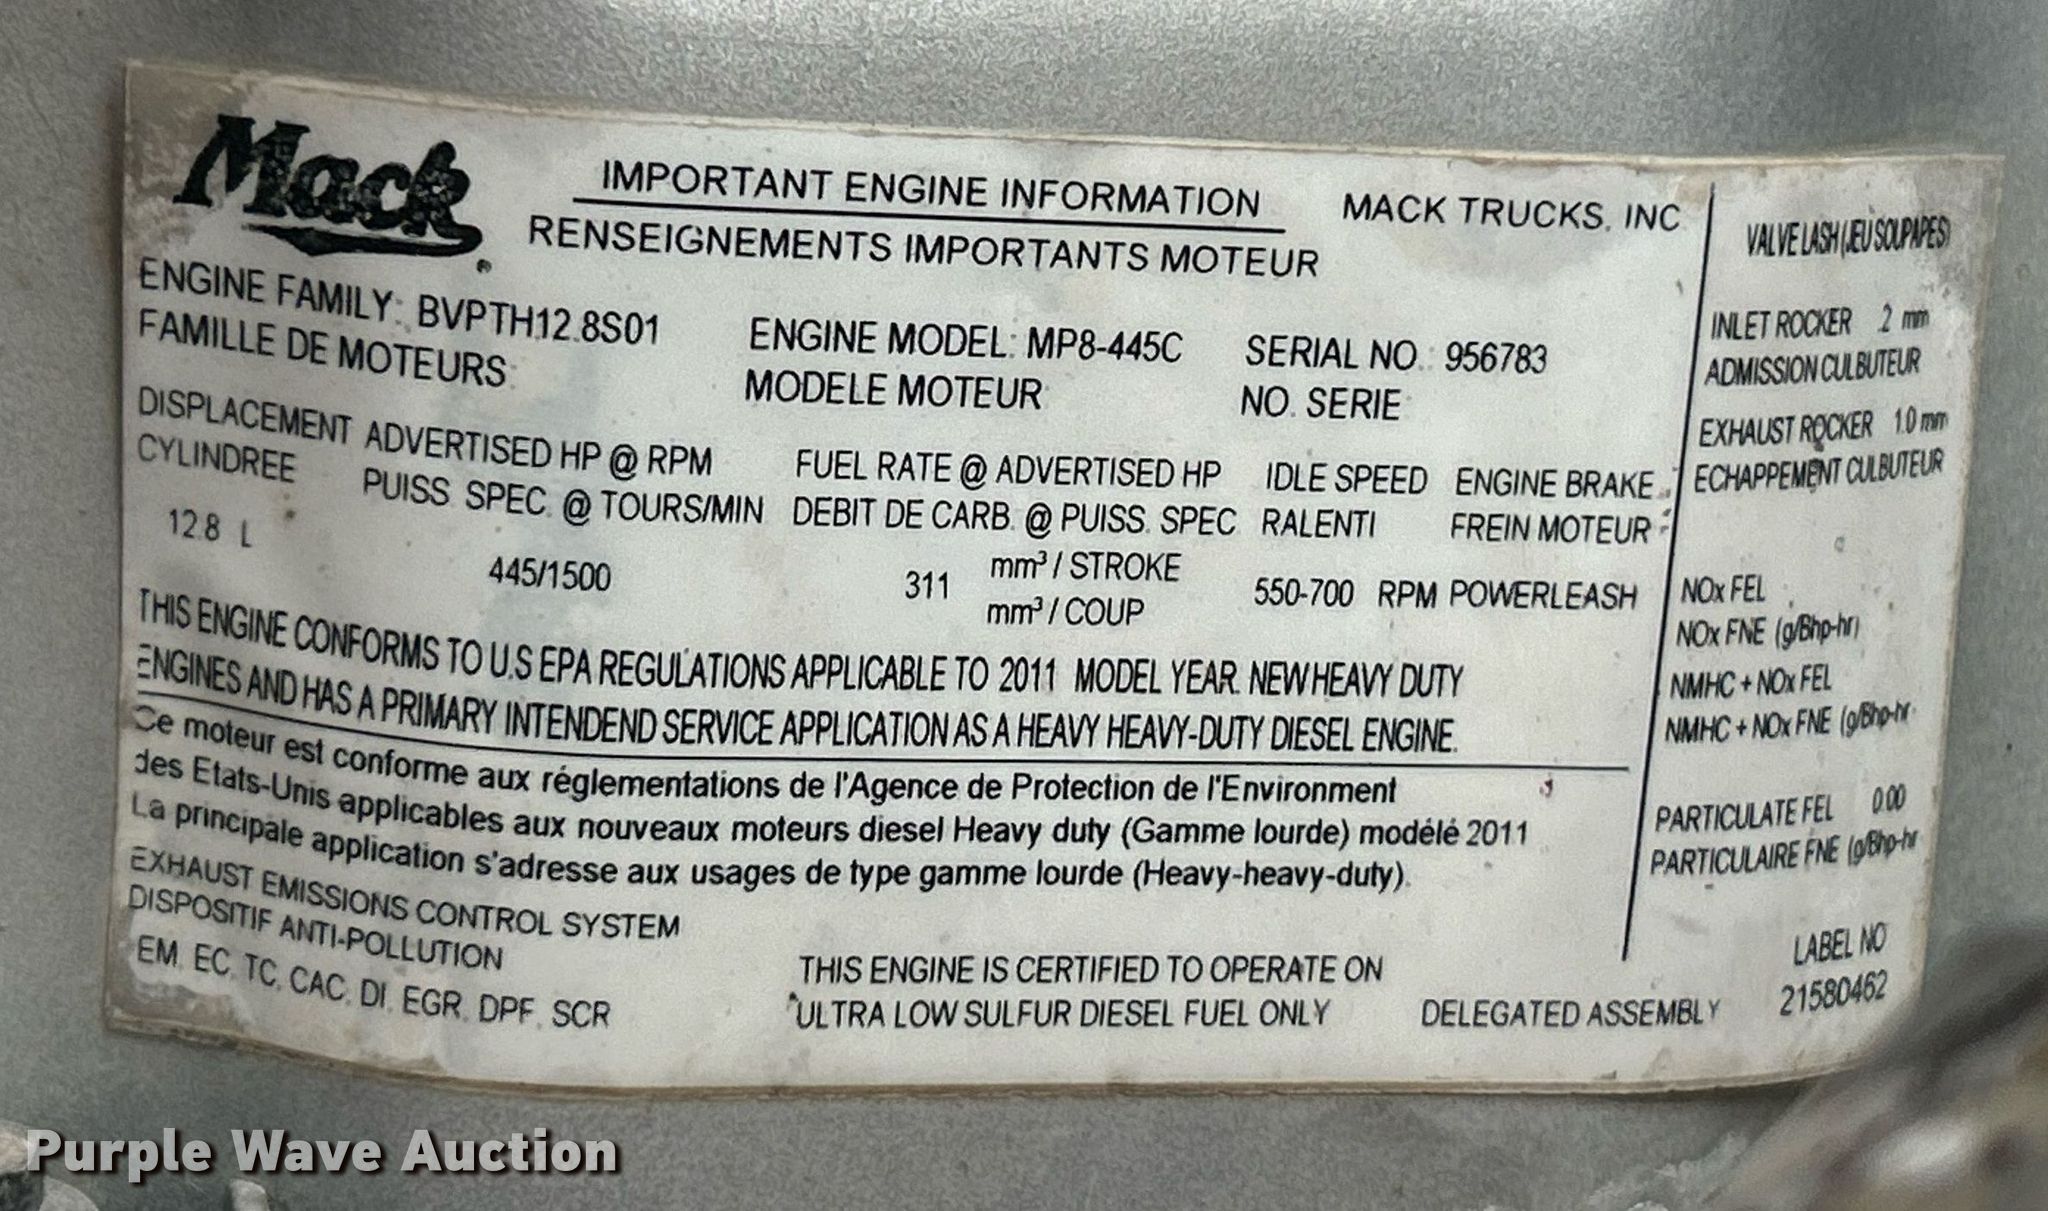 Mack
IMPORTANT ENGINE INFORMATION
RENSEIGNEMENTS IMPORTANTS MOTEUR
MACK TRUCKS, INC
ENGINE FAMILY: BVPTH12.8S01
FAMILLE DE MOTEURS:
ENGINE MODEL: MP8-445C
MODELE MOTEUR:
SERIAL NO.: 956783
NO. SERIE
DISPLACEMENT
CYLINDREE
12.8 L
ADVERTISED HP @ RPM
PUISS. SPEC. @ TOURS/MIN
445/1500
FUEL RATE @ ADVERTISED HP
DEBIT DE CARB. @ PUISS. SPEC
311 mm³ / STROKE
mm³ / COUP
IDLE SPEED
RALENTI
550-700 RPM
ENGINE BRAKE
FREIN MOTEUR
POWERLEASH
THIS ENGINE CONFORMS TO U.S EPA REGULATIONS APPLICABLE TO 2011 MODEL YEAR. NEW HEAVY DUTY
ENGINES AND HAS A PRIMARY INTENDEND SERVICE APPLICATION AS A HEAVY HEAVY-DUTY DIESEL ENGINE.
Ce moteur est conforme aux réglementations de l'Agence de Protection de l'Environment
des Etats-Unis applicables aux nouveaux moteurs diesel Heavy duty (Gamme lourde) modélé 2011
La principale application s'adresse aux usages de type gamme lourde (Heavy-heavy-duty).
EXHAUST EMISSIONS CONTROL SYSTEM
DISPOSITIF ANTI-POLLUTION
EM, EC, TC, CAC, DI, EGR, DPF, SCR
THIS ENGINE IS CERTIFIED TO OPERATE ON
ULTRA LOW SULFUR DIESEL FUEL ONLY
DELEGATED ASSEMBLY
VALVE LASH (JEU SOUPAPES)
INLET ROCKER .2 mm
ADMISSION CULBUTEUR
EXHAUST ROCKER 1.0 mm
ECHAPPEMENT CULBUTEUR
NOx FEL
NOx FNE (g/Bhp-hr)
NMHC + NOx FEL
NMHC + NOx FNE (g/Bhp-hr
PARTICULATE FEL 0.00
PARTICULAIRE FNE (g/Bhp-hr
LABEL NO
21580462
Purple Wave Auction